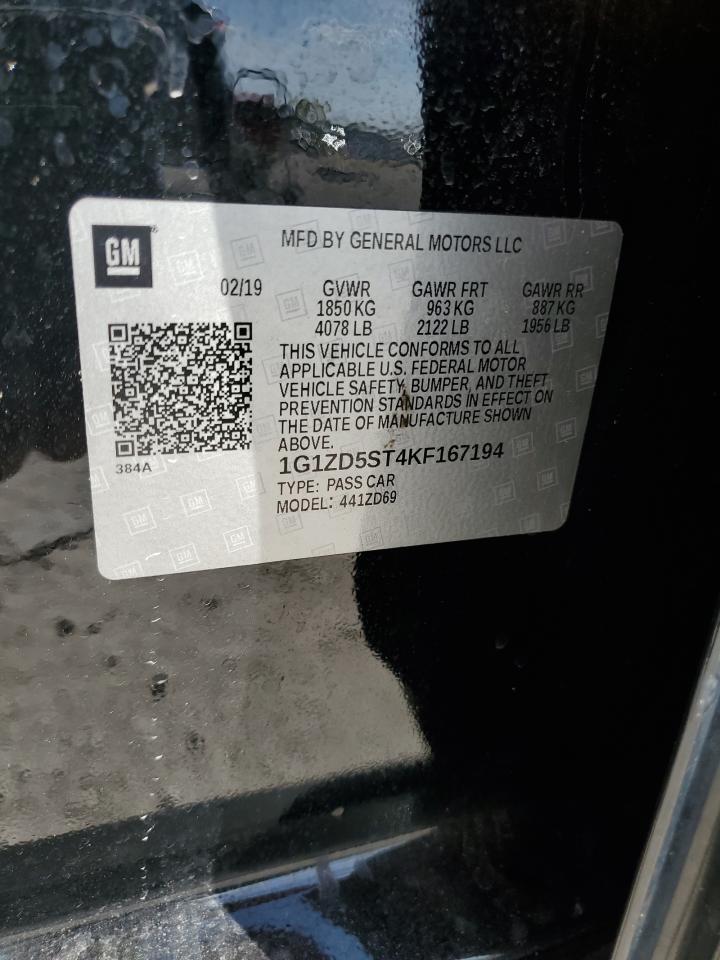 GM
MFD BY GENERAL MOTORS LLC
02/19 GVWR GAWR FRT GAWR RR
1850 KG 963 KG 887 KG
4078 LB 2122 LB 1956 LB
THIS VEHICLE CONFORMS TO ALL
APPLICABLE U.S. FEDERAL MOTOR
VEHICLE SAFETY, BUMPER, AND THEFT
PREVENTION STANDARDS IN EFFECT ON
THE DATE OF MANUFACTURE SHOWN
ABOVE.
384A
1G1ZD5ST4KF167194
TYPE: PASS CAR
MODEL: 441ZD69